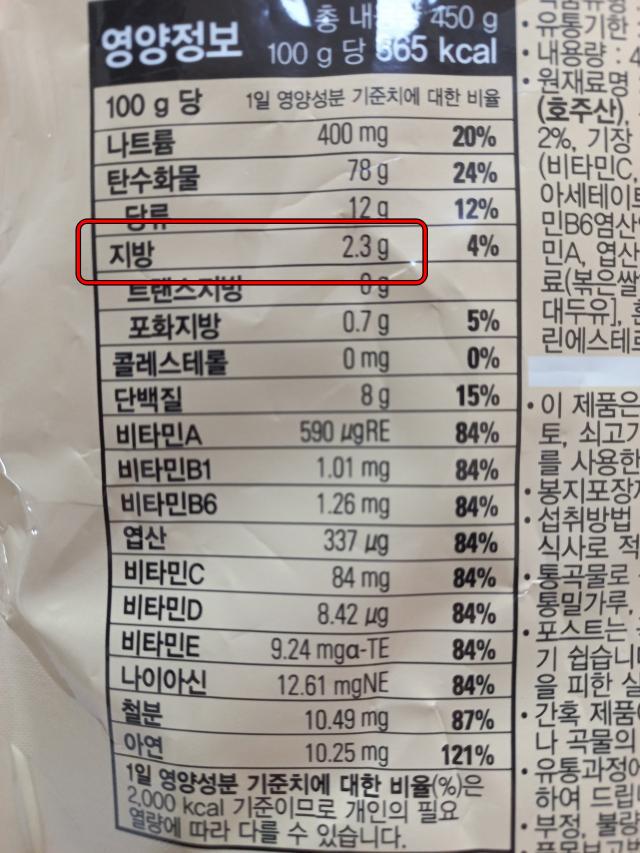 영양정보
총 450 g
100 g 당 365 kcal
100 g 당 1일 영양성분 기준치에 대한 비율
나트륨 400 mg 20%
탄수화물 78 g 24%
당류 12 g 12%
지방 2.3 g 4%
트랜스지방 0 g
포화지방 0.7 g 5%
콜레스테롤 0 mg 0%
단백질 8 g 15%
비타민A 590 µgRE 84%
비타민B1 1.01 mg 84%
비타민B6 1.26 mg 84%
엽산 337 µg 84%
비타민C 84 mg 84%
비타민D 8.42 µg 84%
비타민E 9.24 mgα-TE 84%
나이아신 12.61 mgNE 84%
철분 10.49 mg 87%
아연 10.25 mg 121%
1일 영양성분 기준치에 대한 비율(%)은
2,000 kcal 기준이므로 개인의 필요
열량에 따라 다를 수 있습니다.
• 유통기한
• 내용량 : 4
• 원재료명
(호주산),
2%, 기장
(비타민C,
아세테이트
민B6염산
민A, 엽산
료(볶은쌀
대두유],
린에스테르
• 이 제품은
토, 쇠고기
를 사용한
• 봉지포장지
• 섭취방법
식사로 적
• 통곡물로
통밀가루,
• 포스트는
기 쉽습니
을 피한 실
• 간혹 제품
나 곡물의
• 유통과정에
하여 드립니
• 부정, 불량